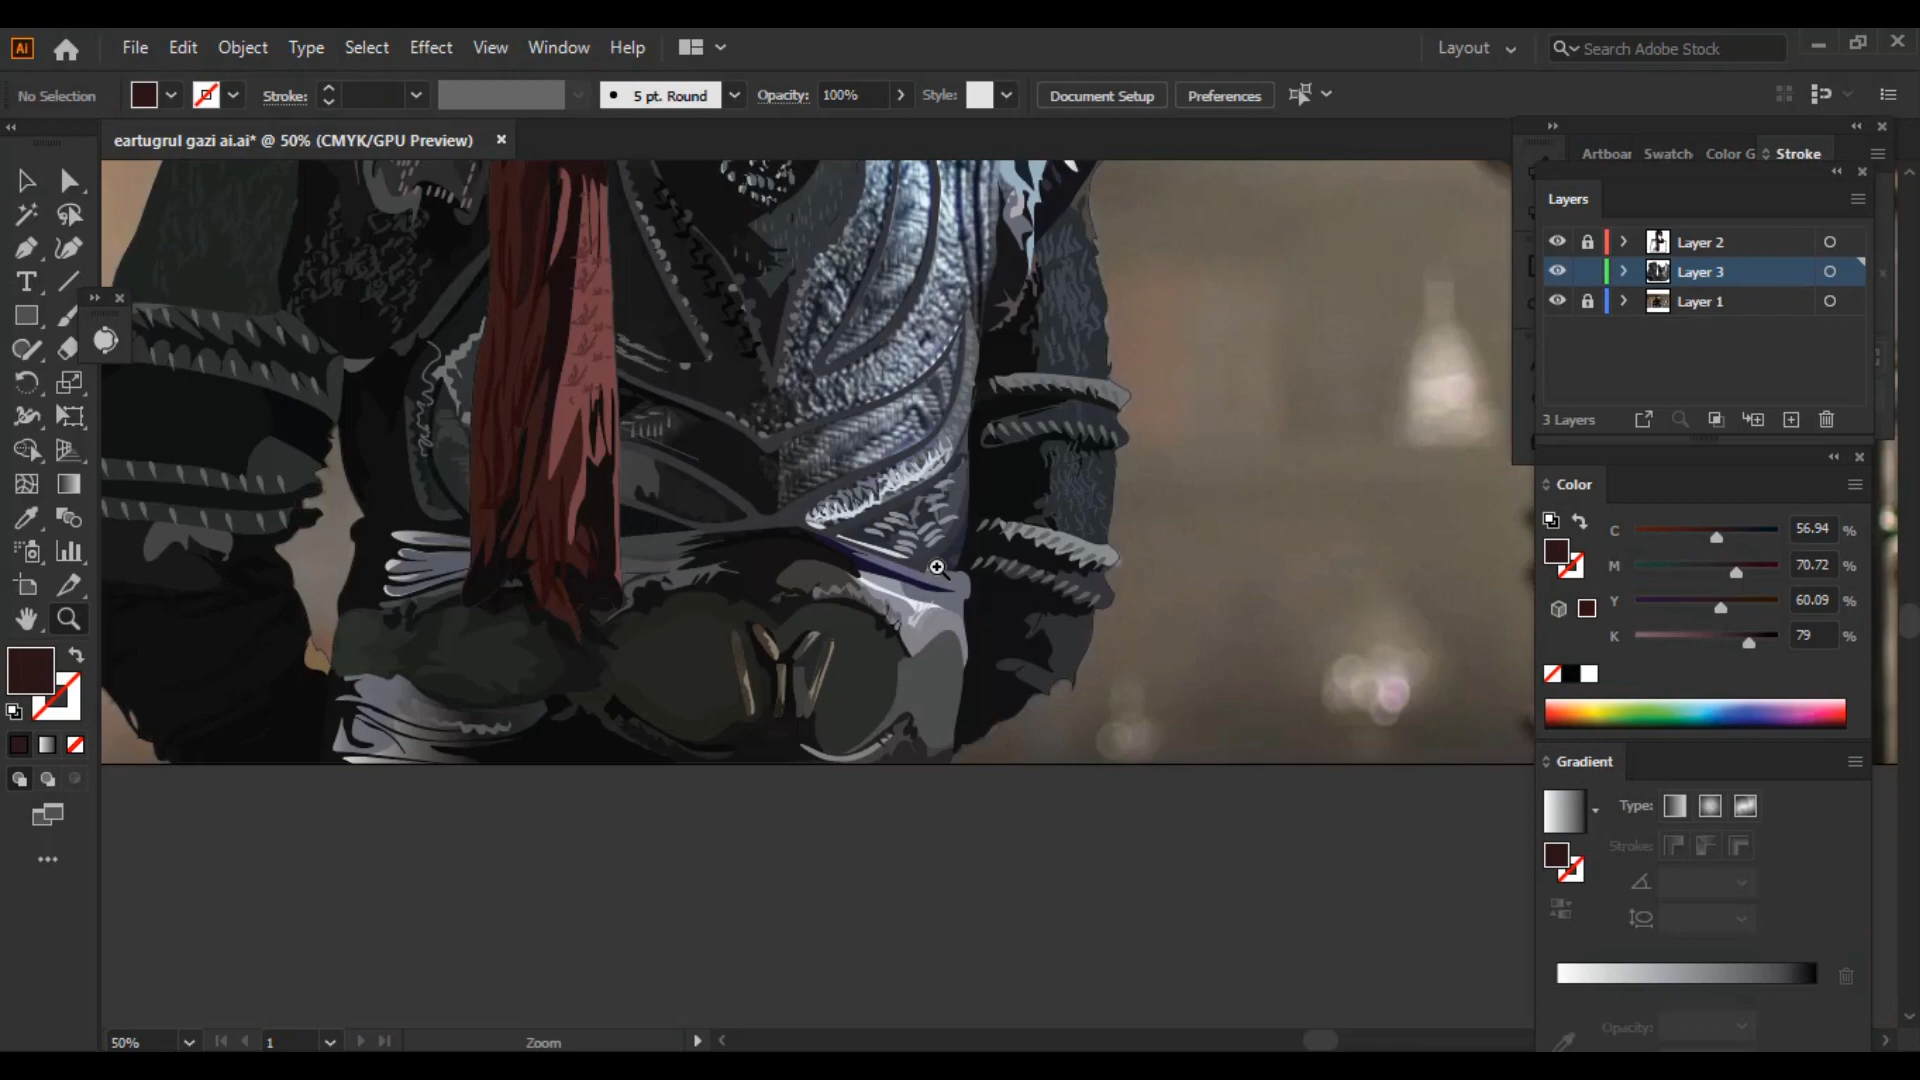 Ai File Edit Object Type Select Effect View Window Help Layout Search Adobe Stock
No Selection Stroke: 5 pt. Round Opacity: 100% Style: Document Setup Preferences
eartugrul gazi ai.ai* @ 50% (CMYK/GPU Preview)
Artboar Swatch Color G Stroke
Layers
Layer 2
Layer 3
Layer 1
3 Layers
Color
C 56.94 %
M 70.72 %
Y 60.09 %
K 79 %
Gradient
Type:
Stroke:
Opacity:
50% 1 Zoom